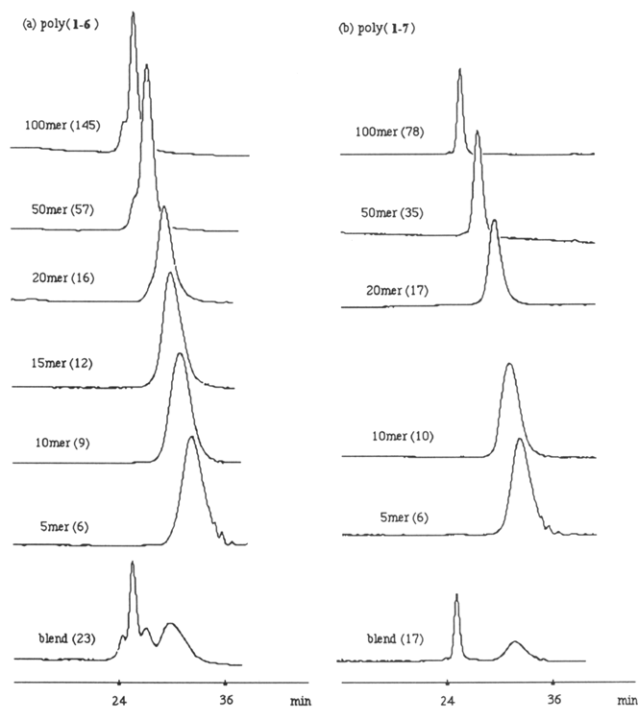 (a) poly(1-6)
100mer (145)
50mer (57)
20mer (16)
15mer (12)
10mer (9)
5mer (6)
blend (23)
24 36 min
(b) poly(1-7)
100mer (78)
50mer (35)
20mer (17)
10mer (10)
5mer (6)
blend (17)
24 36 min